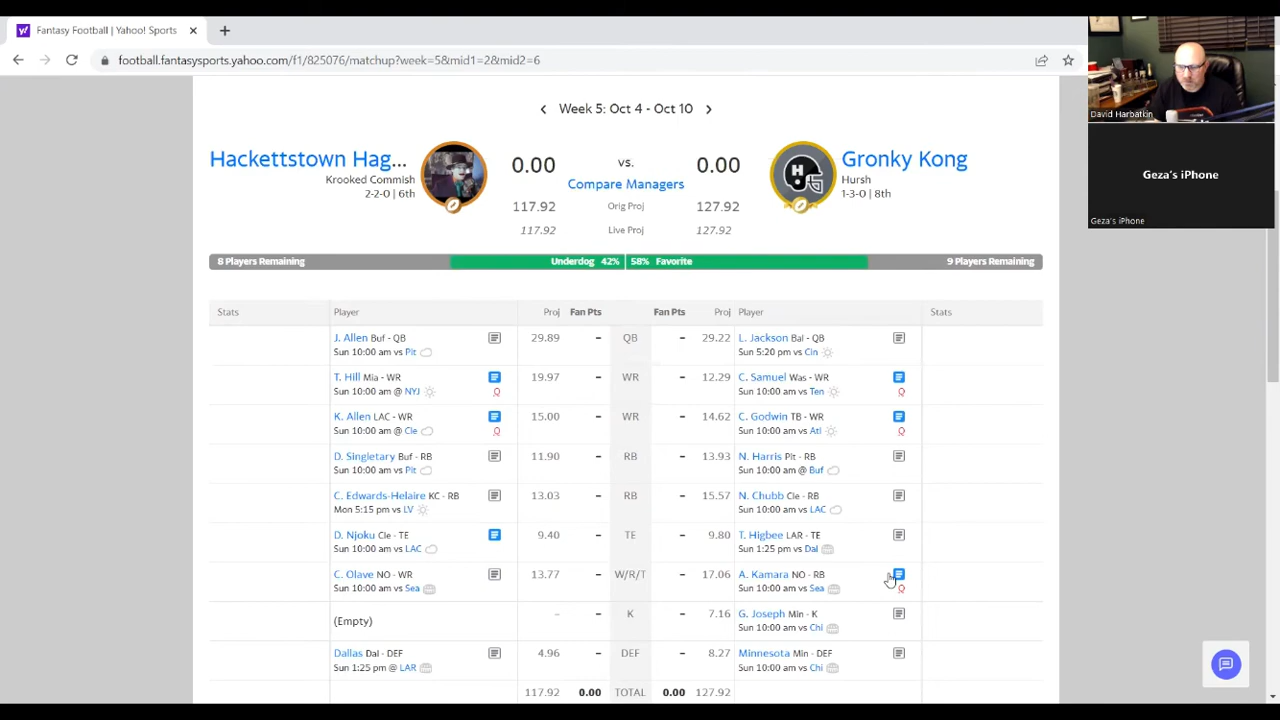 Fantasy Football | Yahoo! Sports
football.fantasysports.yahoo.com/f1/825076/matchup?week=5&mid1=2&mid2=6
David Harbatkin
Geza's iPhone
Geza's iPhone
Week 5: Oct 4 - Oct 10
Hackettstown Hag... 0.00 vs. 0.00 Gronky Kong
Krooked Commish Compare Managers Hursh
2-2-0 | 6th 1-3-0 | 8th
117.92 Orig Proj 127.92
117.92 Live Proj 127.92
8 Players Remaining Underdog 42% 58% Favorite 9 Players Remaining
Stats Player Proj Fan Pts Fan Pts Proj Player Stats
J. Allen Buf - QB 29.89 – QB – 29.22 L. Jackson Bal - QB
Sun 10:00 am vs Pit Sun 5:20 pm vs Cin
T. Hill Mia - WR 19.97 – WR – 12.29 C. Samuel Was - WR
Sun 10:00 am @ NYJ Q Sun 10:00 am vs Ten Q
K. Allen LAC - WR 15.00 – WR – 14.62 C. Godwin TB - WR
Sun 10:00 am @ Cle Q Sun 10:00 am vs Atl Q
D. Singletary Buf - RB 11.90 – RB – 13.93 N. Harris Pit - RB
Sun 10:00 am vs Pit Sun 10:00 am @ Buf
C. Edwards-Helaire KC - RB 13.03 – RB – 15.57 N. Chubb Cle - RB
Mon 5:15 pm vs LV Sun 10:00 am vs LAC
D. Njoku Cle - TE 9.40 – TE – 9.80 T. Higbee LAR - TE
Sun 10:00 am vs LAC Sun 1:25 pm vs Dal
C. Olave NO - WR 13.77 – W/R/T – 17.06 A. Kamara NO - RB
Sun 10:00 am vs Sea Sun 10:00 am vs Sea Q
(Empty) – – K – 7.16 G. Joseph Min - K
Sun 10:00 am vs Chi
Dallas Dal - DEF 4.96 – DEF – 8.27 Minnesota Min - DEF
Sun 1:25 pm @ LAR Sun 10:00 am vs Chi
117.92 0.00 TOTAL 0.00 127.92